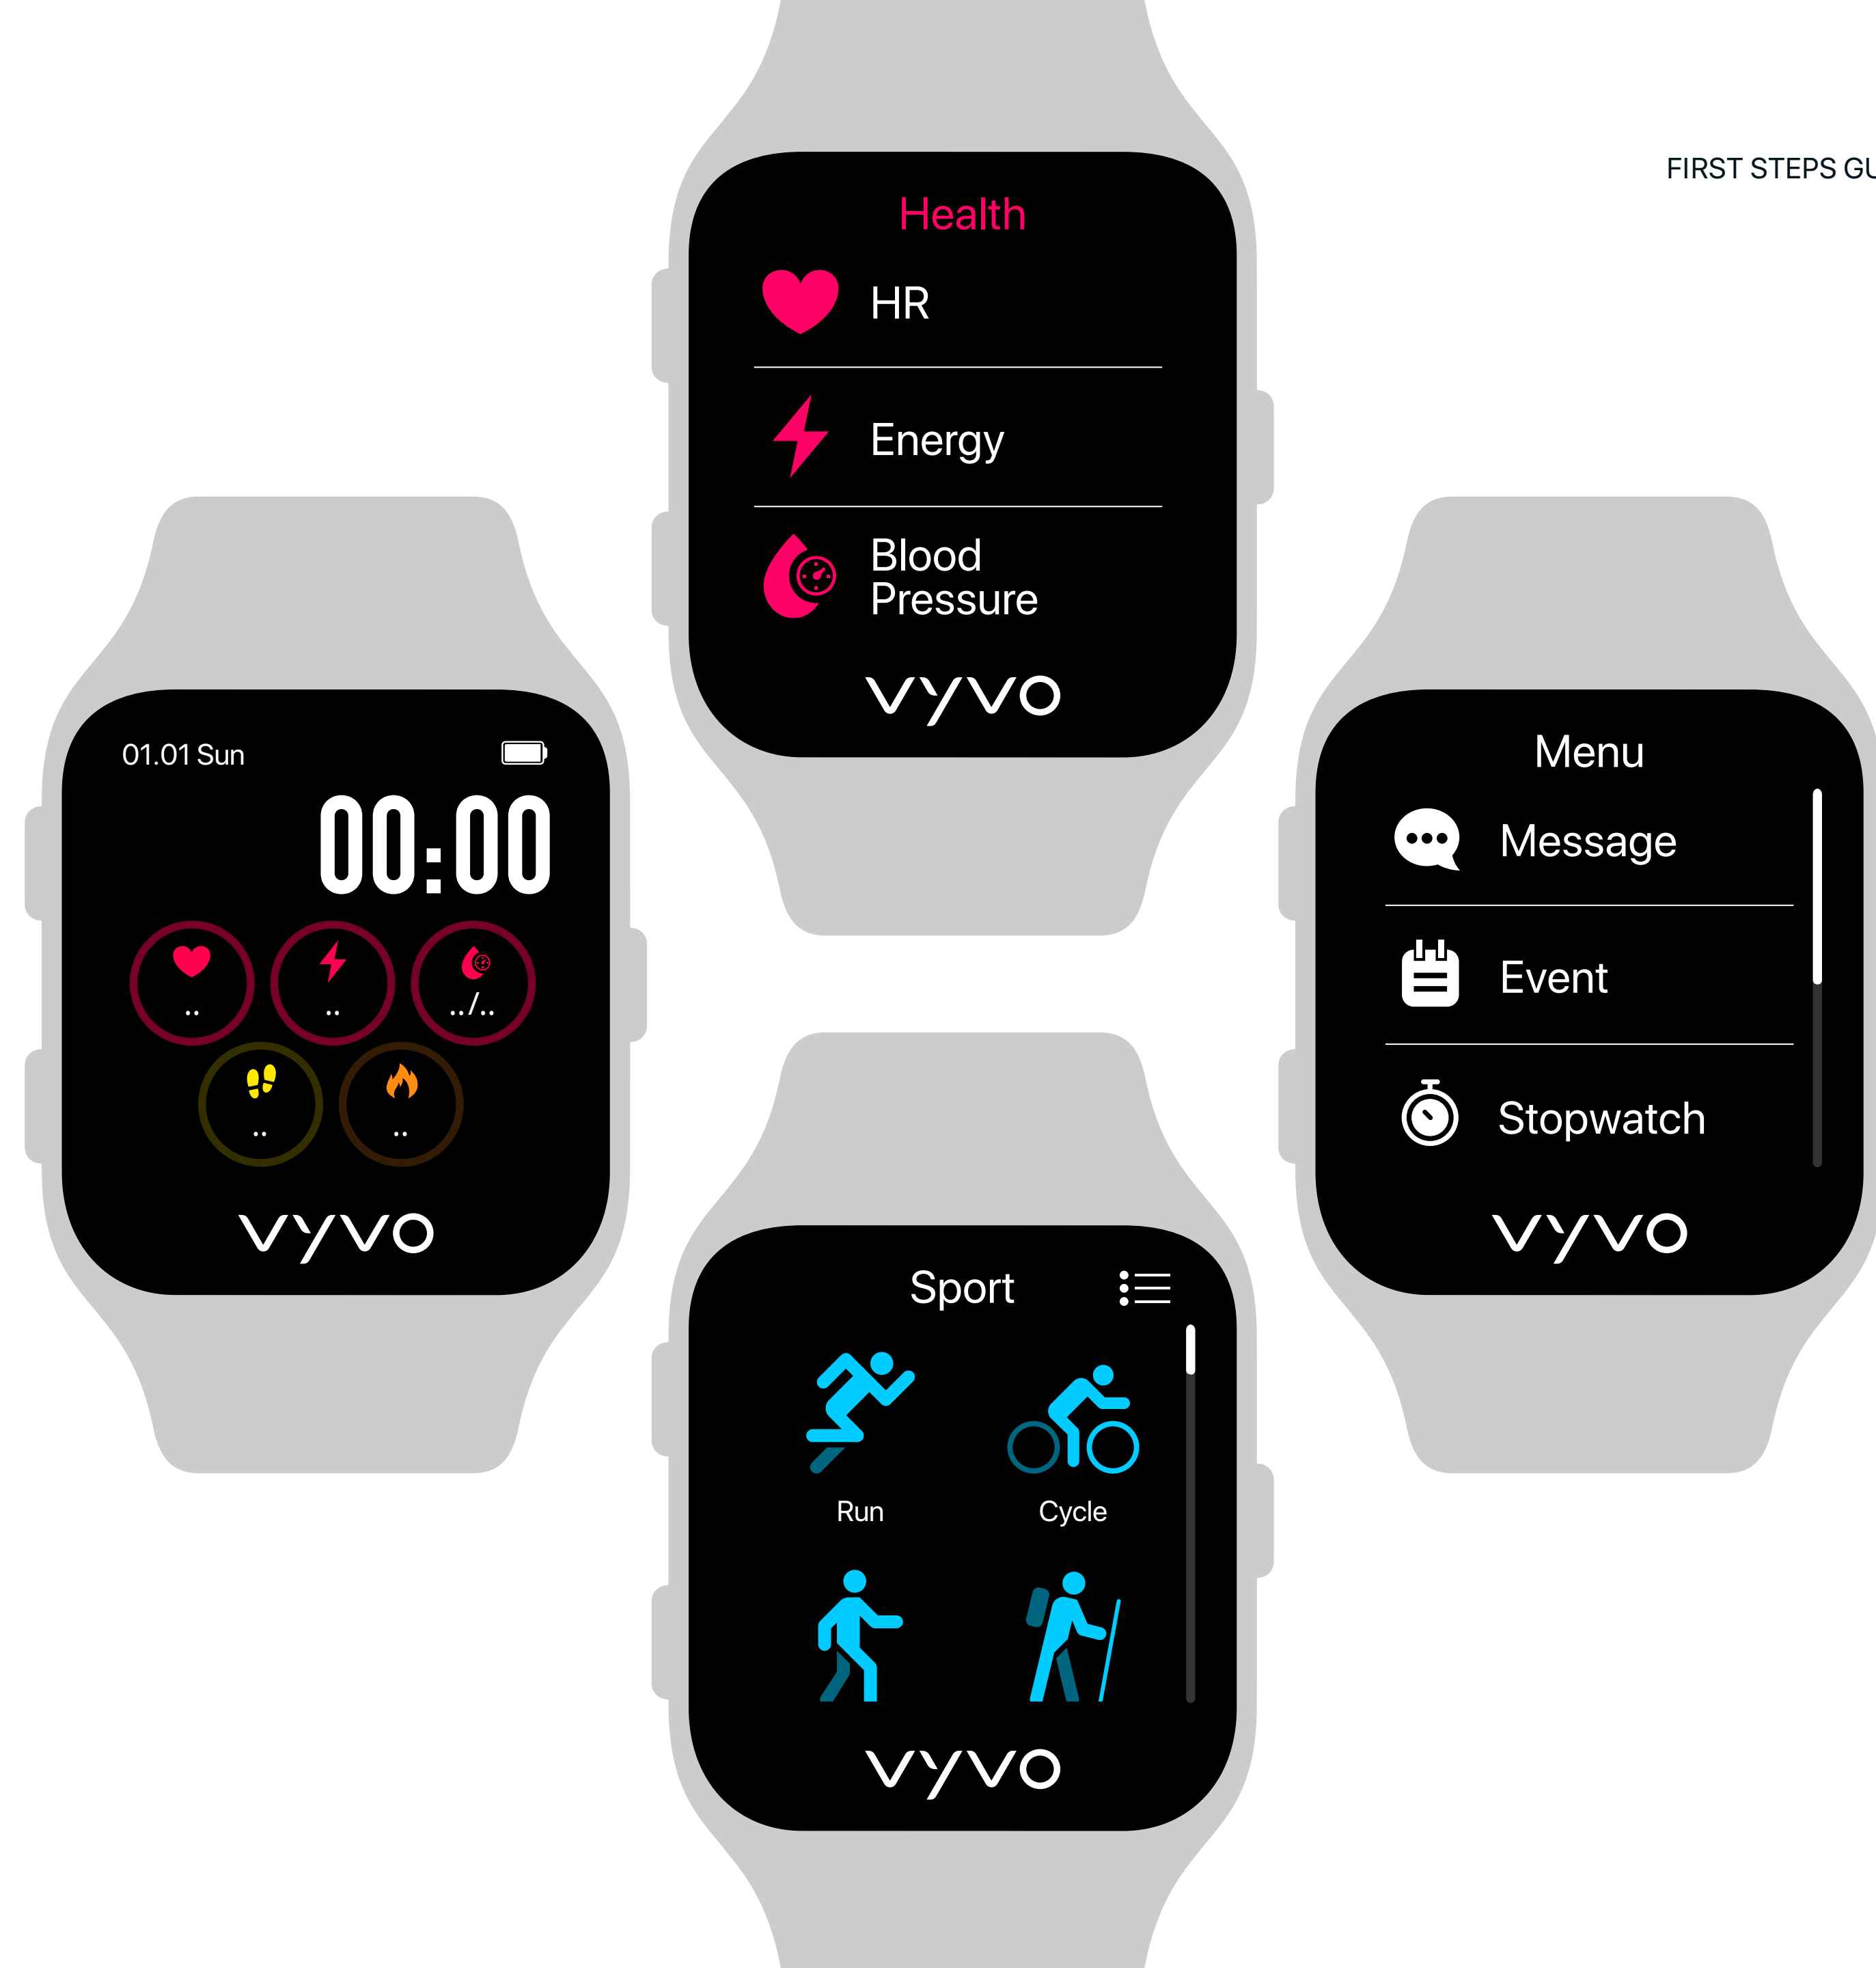 FIRST STEPS
Health
HR
Energy
Blood
Pressure
vyvo
01.01 Sun
00:00
..
..
../..
..
..
vyvo
Menu
Message
Event
Stopwatch
vyvo
Sport
Run
Cycle
vyvo